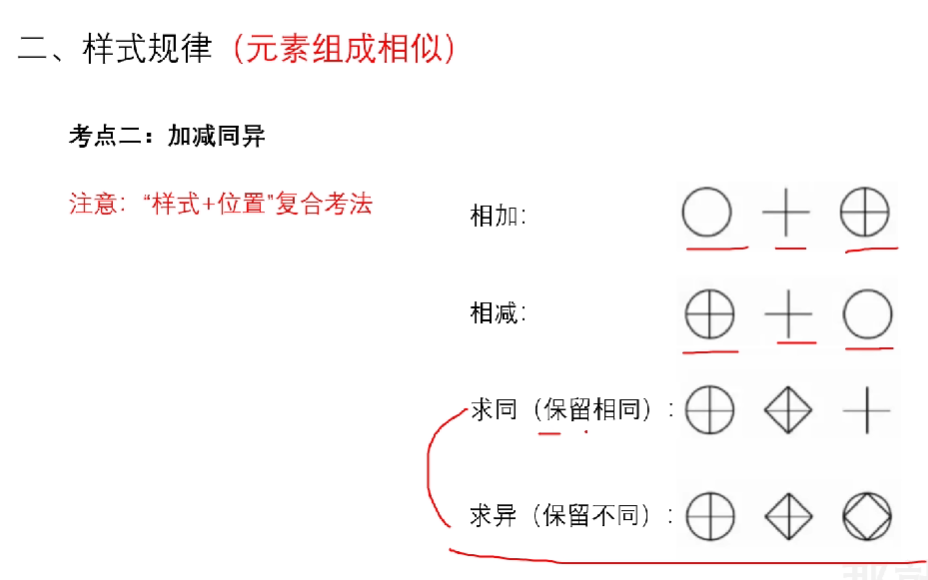 二、样式规律（元素组成相似）
考点二：加减同异
注意：“样式+位置”复合考法
相加：
相减：
求同（保留相同）：
求异（保留不同）：